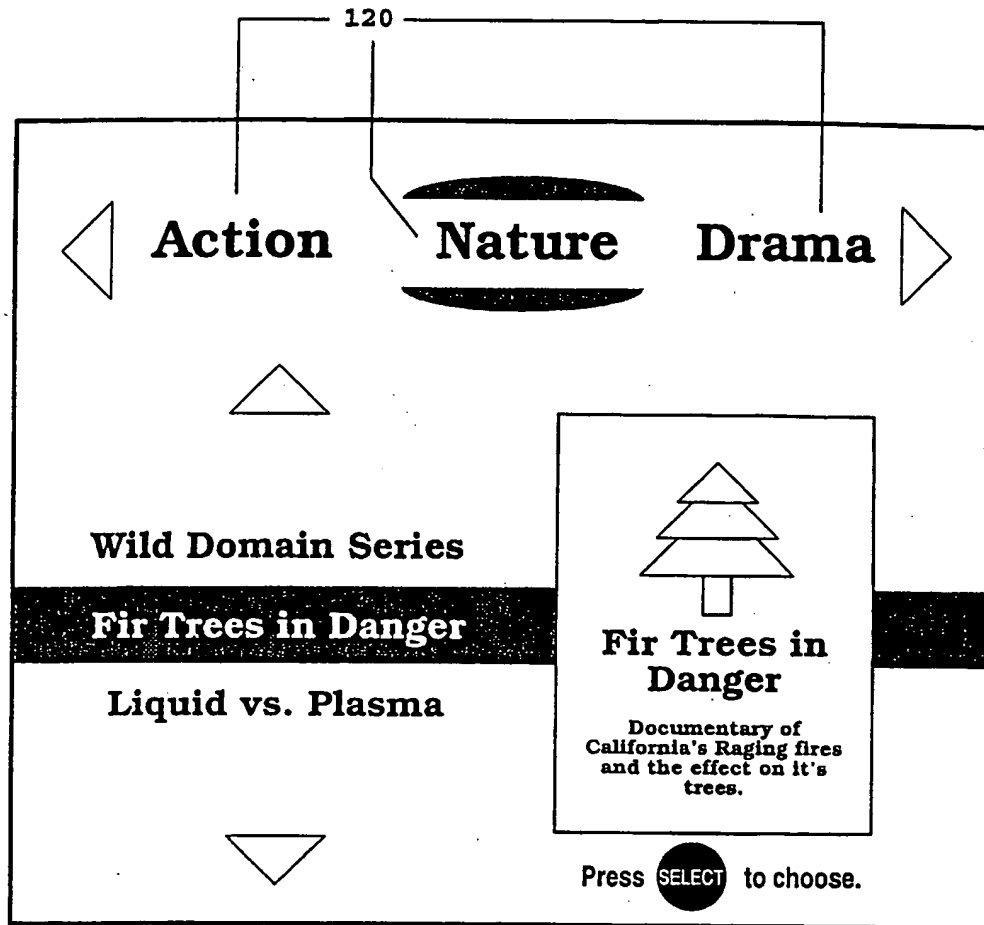 120
Action Nature Drama
Wild Domain Series
Fir Trees in Danger
Liquid vs. Plasma
Fir Trees in
Danger
Documentary of
California's Raging fires
and the effect on it's
trees.
Press SELECT to choose.